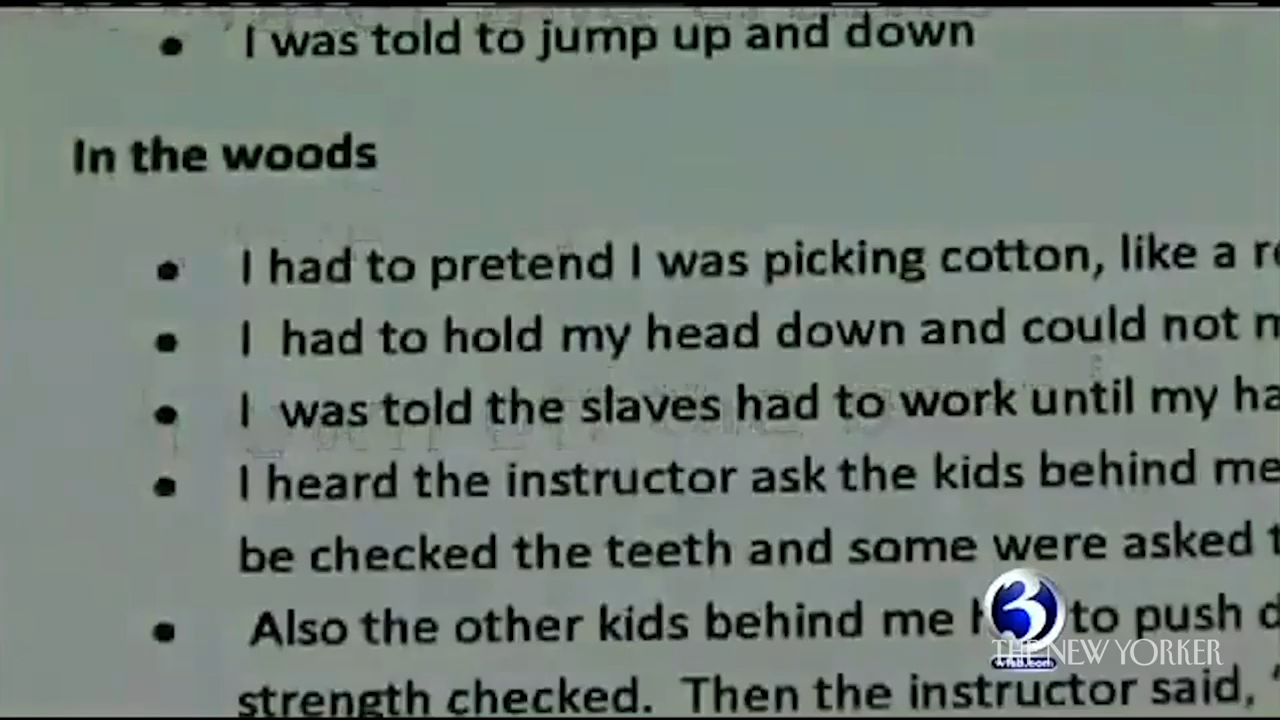 • I was told to jump up and down
In the woods
• I had to pretend I was picking cotton, like a
• I had to hold my head down and could not
• I was told the slaves had to work until my
• I heard the instructor ask the kids behind me
be checked the teeth and some were asked
• Also the other kids behind me to push
strength checked. Then the instructor said,
3
wfsb.com
THE NEW YORKER